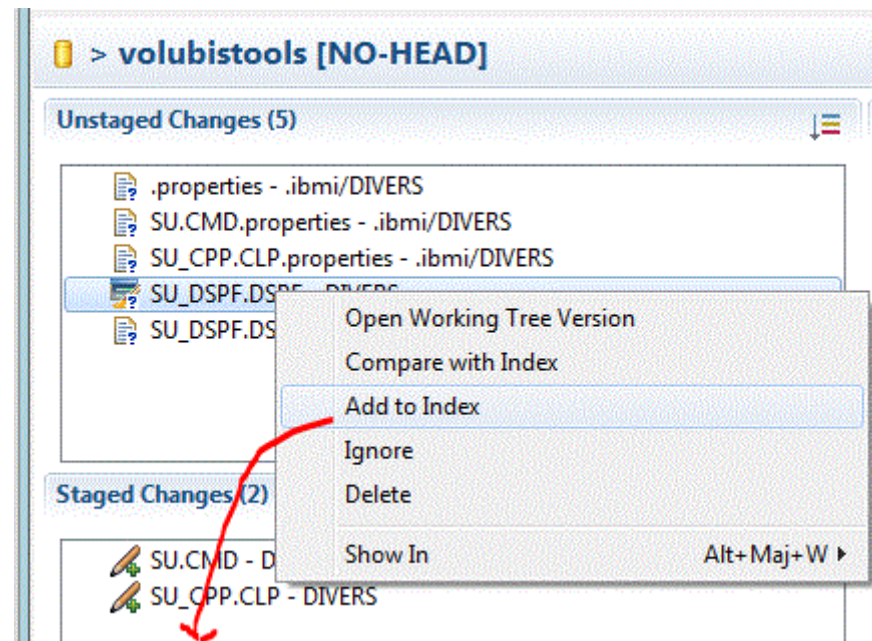 > volubistools [NO-HEAD]
Unstaged Changes (5)
.properties - .ibmi/DIVERS
SU.CMD.properties - .ibmi/DIVERS
SU_CPP.CLP.properties - .ibmi/DIVERS
SU_DSPF.DSPF - DIVERS
SU_DSPF.DS
Open Working Tree Version
Compare with Index
Add to Index
Ignore
Delete
Show In Alt+Maj+W
Staged Changes (2)
SU.CMD - D
SU_CPP.CLP - DIVERS